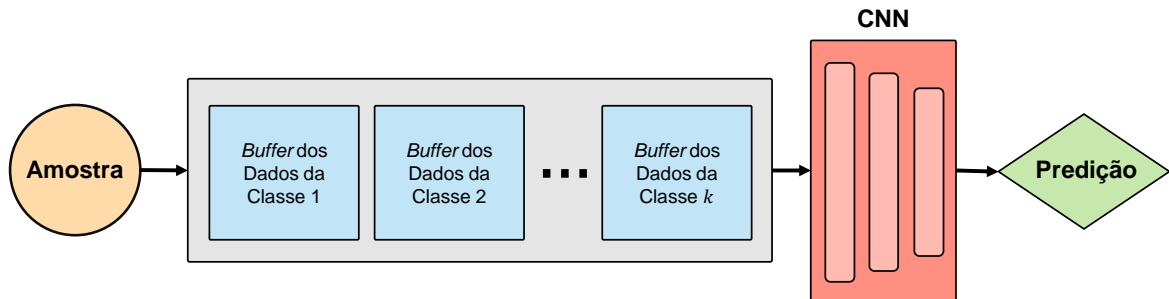 CNN
Amostra
Buffer dos
Dados da
Classe 1
Buffer dos
Dados da
Classe 2
...
Buffer dos
Dados da
Classe k
Predição